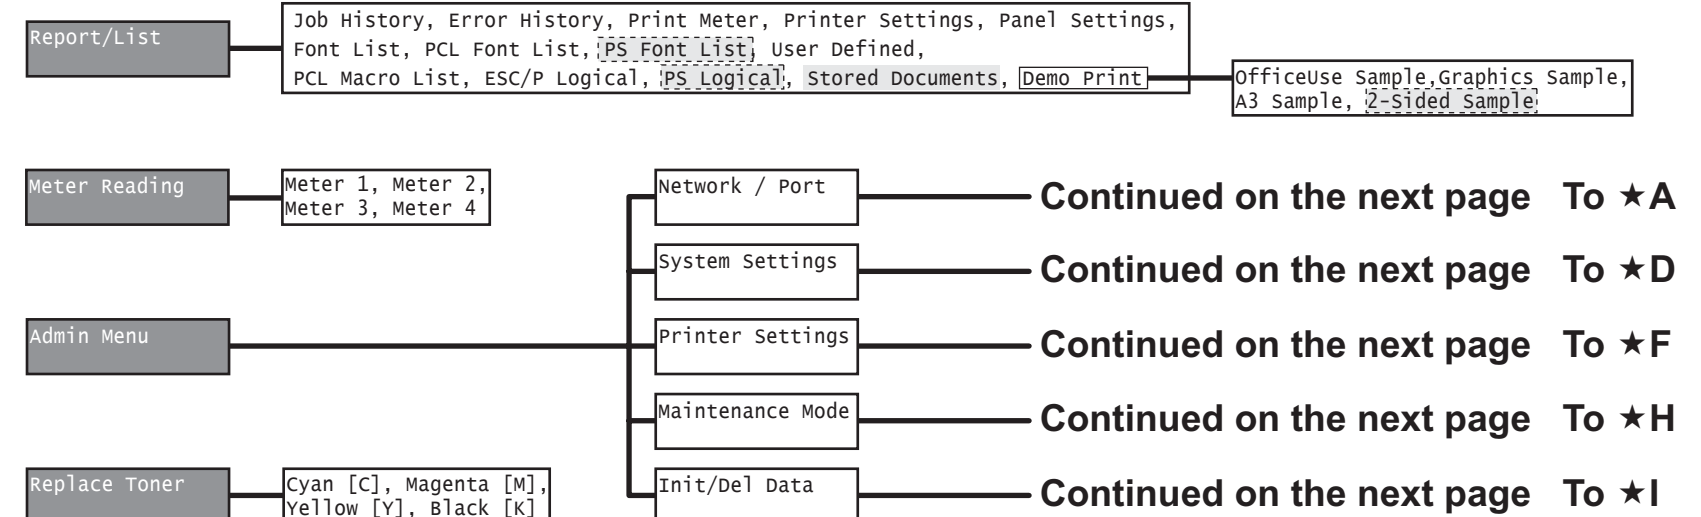 Report/List
Job History, Error History, Print Meter, Printer Settings, Panel Settings,
Font List, PCL Font List, PS Font List, User Defined,
PCL Macro List, ESC/P Logical, PS Logical, Stored Documents, Demo Print
OfficeUse Sample,Graphics Sample,
A3 Sample, 2-Sided Sample
Meter Reading
Meter 1, Meter 2,
Meter 3, Meter 4
Network / Port
Continued on the next page To ★A
System Settings
Continued on the next page To ★D
Admin Menu
Printer Settings
Continued on the next page To ★F
Maintenance Mode
Continued on the next page To ★H
Replace Toner
Cyan [C], Magenta [M],
Yellow [Y], Black [K]
Init/Del Data
Continued on the next page To ★I